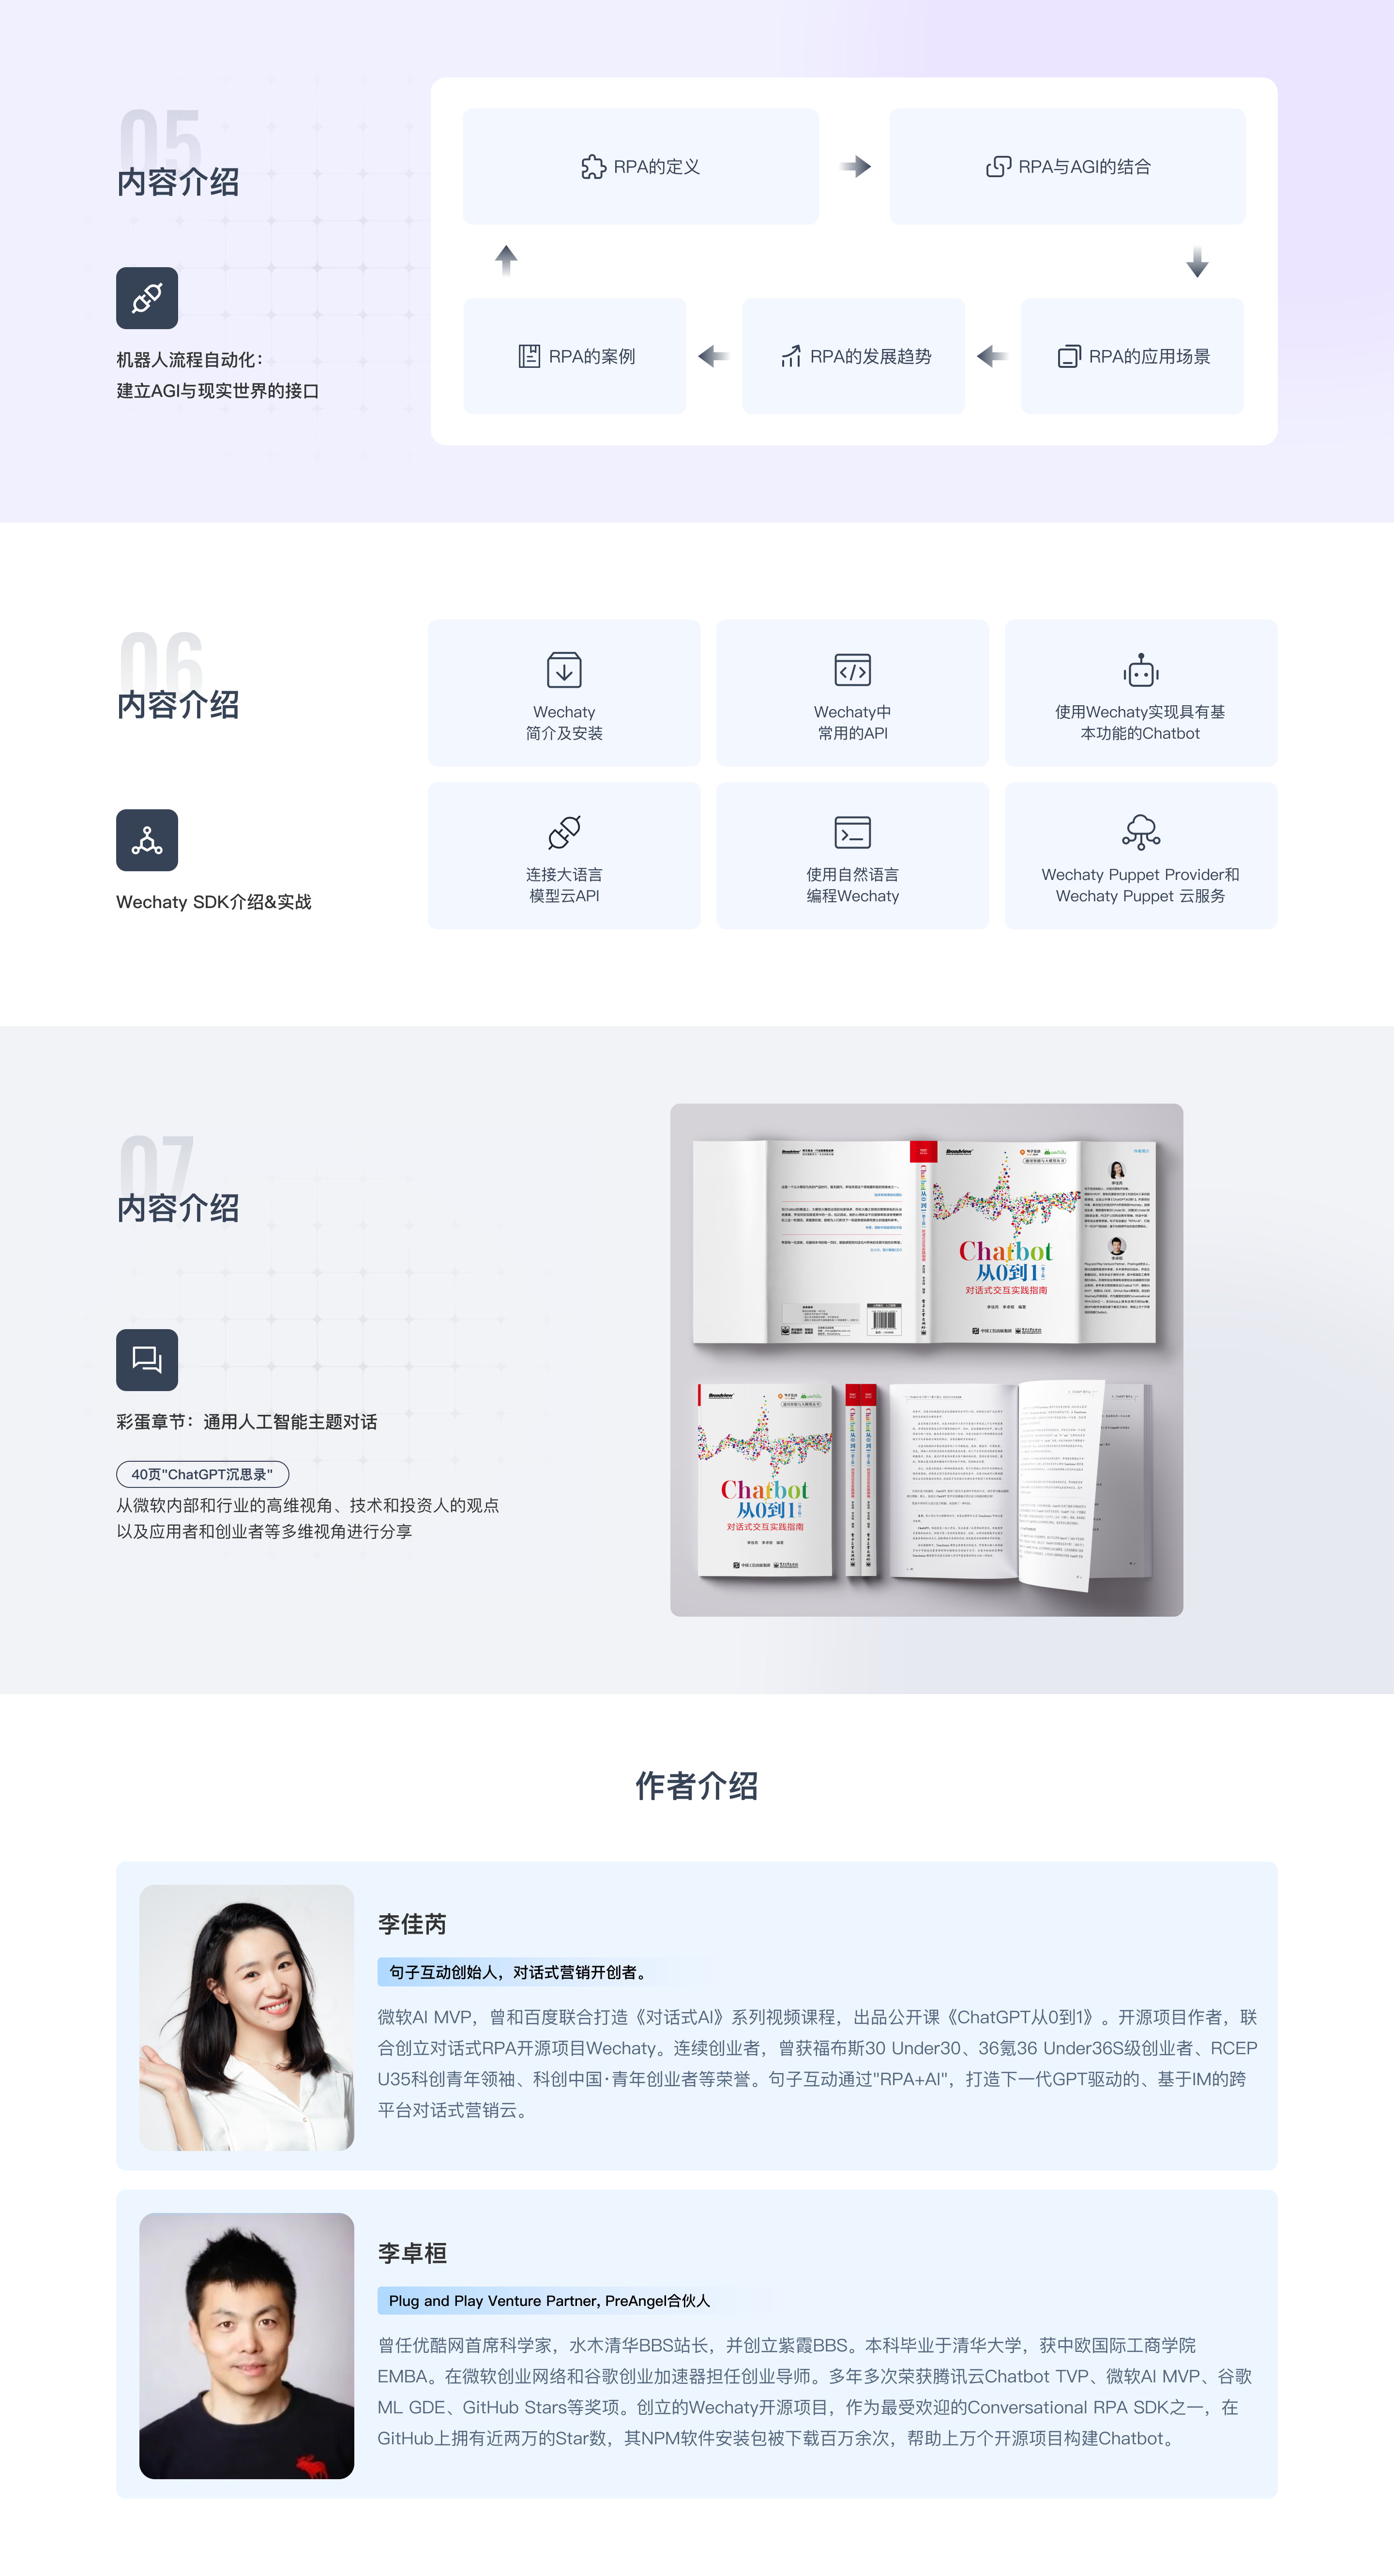 05
内容介绍
机器人流程自动化：
建立AGI与现实世界的接口
RPA的定义
RPA与AGI的结合
RPA的案例
RPA的发展趋势
RPA的应用场景
06
内容介绍
Wechaty SDK介绍&实战
Wechaty
简介及安装
Wechaty中
常用的API
使用Wechaty实现具有基
本功能的Chatbot
连接大语言
模型云API
使用自然语言
编程Wechaty
Wechaty Puppet Provider和
Wechaty Puppet 云服务
07
内容介绍
彩蛋章节：通用人工智能主题对话
40页"ChatGPT沉思录"
从微软内部和行业的高维视角、技术和投资人的观点
以及应用者和创业者等多维视角进行分享
Broadview
Chatbot
从0到1
对话式交互实践指南
李佳芮 李卓桓 编著
作者简介
李佳芮
李卓桓
Broadview
Chatbot
从0到1
对话式交互实践指南
李佳芮 李卓桓 编著
作者介绍
李佳芮
句子互动创始人，对话式营销开创者。
微软AI MVP，曾和百度联合打造《对话式AI》系列视频课程，出品公开课《ChatGPT从0到1》。开源项目作者，联
合创立对话式RPA开源项目Wechaty。连续创业者，曾获福布斯30 Under30、36氪36 Under36S级创业者、RCEP
U35科创青年领袖、科创中国·青年创业者等荣誉。句子互动通过"RPA+AI"，打造下一代GPT驱动的、基于IM的跨
平台对话式营销云。
李卓桓
Plug and Play Venture Partner, PreAngel合伙人
曾任优酷网首席科学家，水木清华BBS站长，并创立紫霞BBS。本科毕业于清华大学，获中欧国际工商学院
EMBA。在微软创业网络和谷歌创业加速器担任创业导师。多年多次荣获腾讯云Chatbot TVP、微软AI MVP、谷歌
ML GDE、GitHub Stars等奖项。创立的Wechaty开源项目，作为最受欢迎的Conversational RPA SDK之一，在
GitHub上拥有近两万的Star数，其NPM软件安装包被下载百万余次，帮助上万个开源项目构建Chatbot。